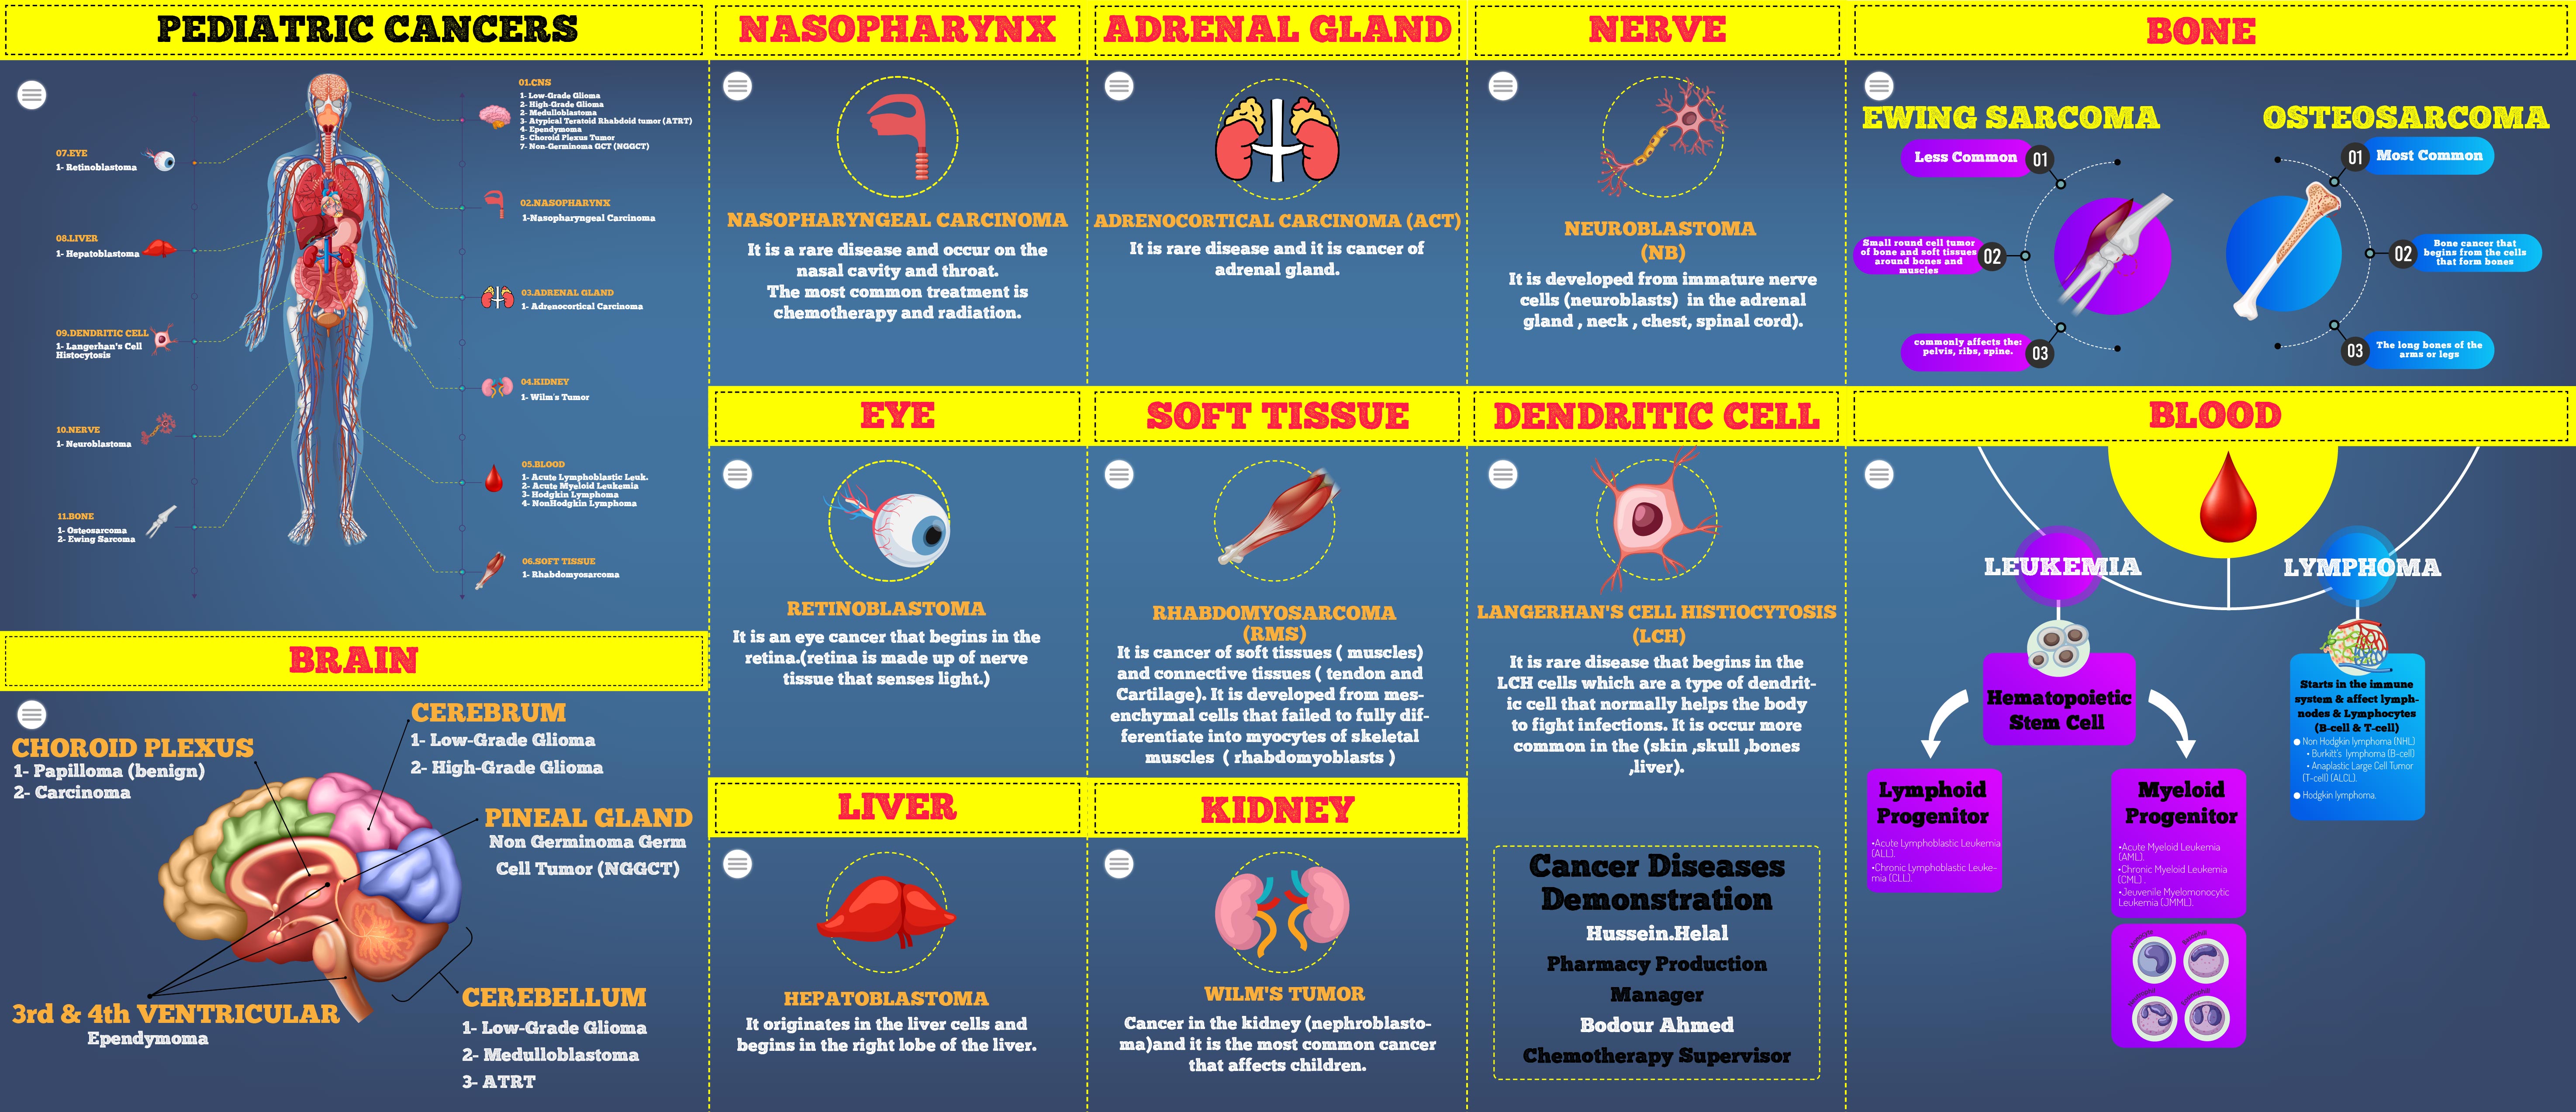 PEDIATRIC CANCERS
01.CNS
1- Low-Grade Glioma
2- High-Grade Glioma
2- Medulloblastoma
3- Atypical Teratoid Rhabdoid tumor (ATRT)
4- Ependymoma
5- Choroid Plexus Tumor
7- Non-Germinoma GCT (NGGCT)
02.NASOPHARYNX
1-Nasopharyngeal Carcinoma
03.ADRENAL GLAND
1- Adrenocortical Carcinoma
04.KIDNEY
1- Wilm's Tumor
05.BLOOD
1- Acute Lymphoblastic Leuk.
2- Acute Myeloid Leukemia
3- Hodgkin Lymphoma
4- NonHodgkin Lymphoma
06.SOFT TISSUE
1- Rhabdomyosarcoma
07.EYE
1- Retinoblastoma
08.LIVER
1- Hepatoblastoma
09.DENDRITIC CELL
1- Langerhan's Cell
Histocytosis
10.NERVE
1- Neuroblastoma
11.BONE
1- Osteosarcoma
2- Ewing Sarcoma
BRAIN
CHOROID PLEXUS
1- Papilloma (benign)
2- Carcinoma
CEREBRUM
1- Low-Grade Glioma
2- High-Grade Glioma
PINEAL GLAND
Non Germinoma Germ
Cell Tumor (NGGCT)
3rd & 4th VENTRICULAR
Ependymoma
CEREBELLUM
1- Low-Grade Glioma
2- Medulloblastoma
3- ATRT
NASOPHARYNX
NASOPHARYNGEAL CARCINOMA
It is a rare disease and occur on the
nasal cavity and throat.
The most common treatment is
chemotherapy and radiation.
ADRENAL GLAND
ADRENOCORTICAL CARCINOMA (ACT)
It is rare disease and it is cancer of
adrenal gland.
NERVE
NEUROBLASTOMA
(NB)
It is developed from immature nerve
cells (neuroblasts) in the adrenal
gland , neck , chest, spinal cord).
BONE
EWING SARCOMA
01 Less Common
02 Small round cell tumor
of bone and soft tissues
around bones and
muscles
03 commonly affects the:
pelvis, ribs, spine.
OSTEOSARCOMA
01 Most Common
02 Bone cancer that
begins from the cells
that form bones
03 The long bones of the
arms or legs
EYE
RETINOBLASTOMA
It is an eye cancer that begins in the
retina.(retina is made up of nerve
tissue that senses light.)
SOFT TISSUE
RHABDOMYOSARCOMA
(RMS)
It is cancer of soft tissues ( muscles)
and connective tissues ( tendon and
Cartilage). It is developed from mes-
enchymal cells that failed to fully dif-
ferentiate into myocytes of skeletal
muscles ( rhabdomyoblasts )
DENDRITIC CELL
LANGERHAN'S CELL HISTIOCYTOSIS
(LCH)
It is rare disease that begins in the
LCH cells which are a type of dendrit-
ic cell that normally helps the body
to fight infections. It is occur more
common in the (skin ,skull ,bones
,liver).
BLOOD
LEUKEMIA
Hematopoietic
Stem Cell
Lymphoid
Progenitor
•Acute Lymphoblastic Leukemia
(ALL).
•Chronic Lymphoblastic Leuke-
mia (CLL).
Myeloid
Progenitor
•Acute Myeloid Leukemia
(AML).
•Chronic Myeloid Leukemia
(CML) .
•Jeuvenile Myelomonocytic
Leukemia (JMML).
LYMPHOMA
Starts in the immune
system & affect lymph-
nodes & Lymphocytes
(B-cell & T-cell)
Non Hodgkin lymphoma (NHL)
• Burkitt's lymphoma (B-cell)
• Anaplastic Large Cell Tumor
(T-cell) (ALCL).
Hodgkin lymphoma.
LIVER
HEPATOBLASTOMA
It originates in the liver cells and
begins in the right lobe of the liver.
KIDNEY
WILM'S TUMOR
Cancer in the kidney (nephroblasto-
ma)and it is the most common cancer
that affects children.
Cancer Diseases
Demonstration
Hussein.Helal
Pharmacy Production
Manager
Bodour Ahmed
Chemotherapy Supervisor